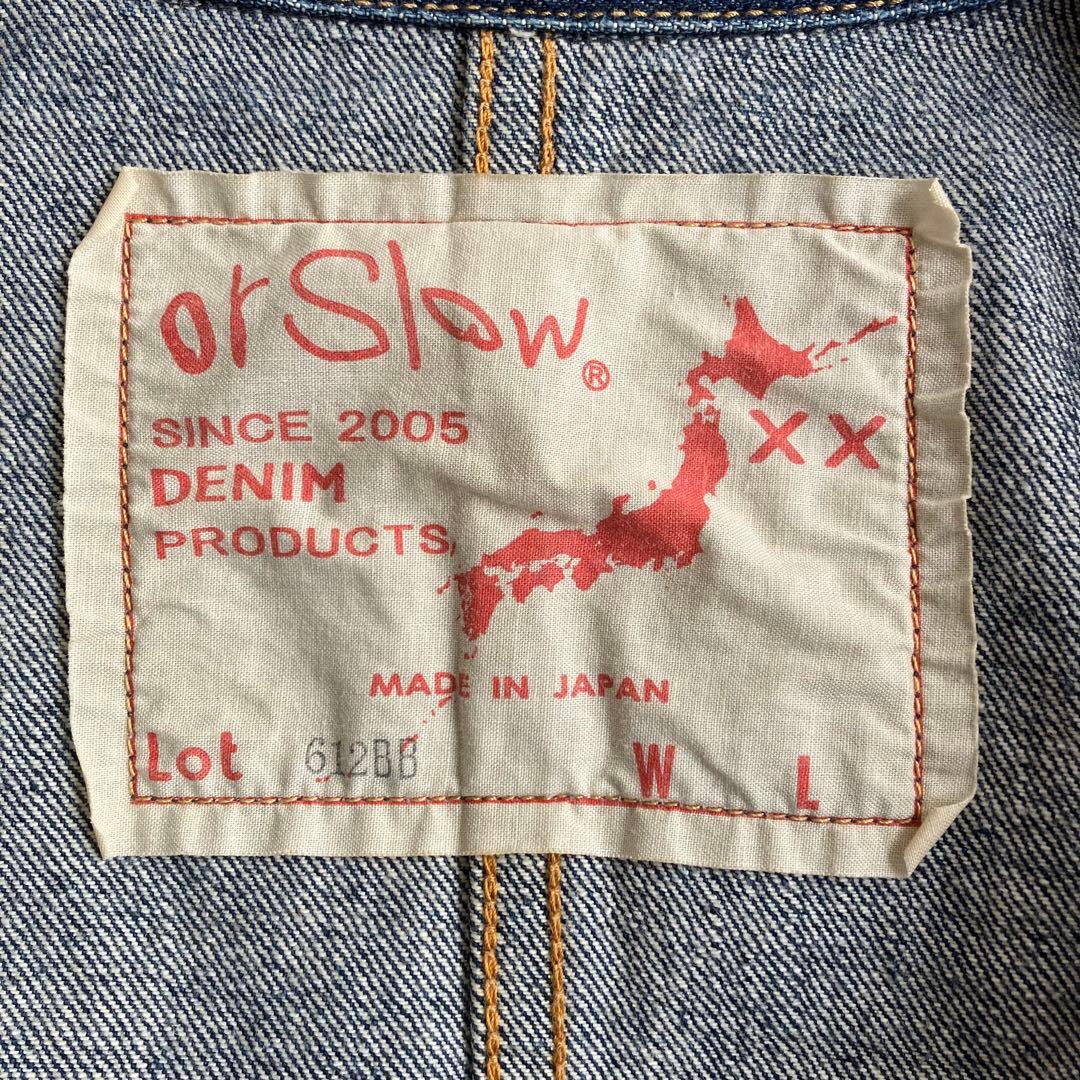 orSlow®
SINCE 2005
DENIM
PRODUCTS,
XX
MADE IN JAPAN
Lot 612BB W L